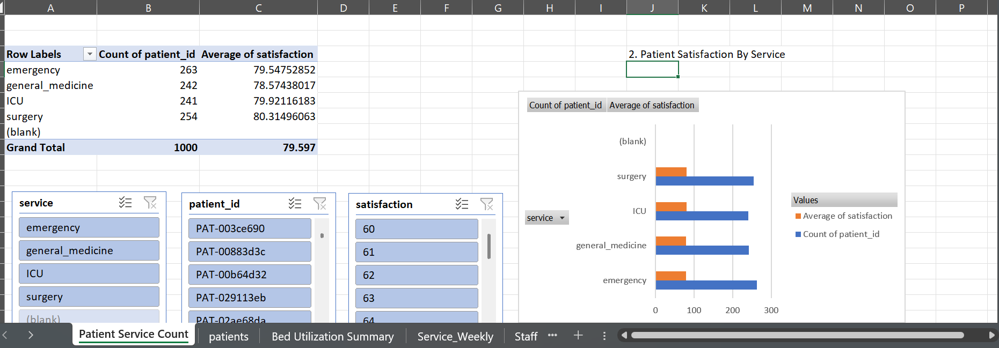 A B C D E F G H I J K L M N O P
Row Labels Count of patient_id Average of satisfaction
emergency 263 79.54752852
general_medicine 242 78.57438017
ICU 241 79.92116183
surgery 254 80.31496063
(blank)
Grand Total 1000 79.597
2. Patient Satisfaction By Service
service
emergency
general_medicine
ICU
surgery
(blank)
patient_id
PAT-003ce690
PAT-00883d3c
PAT-00b64d32
PAT-029113eb
PAT-02ae68da
satisfaction
60
61
62
63
64
Count of patient_id Average of satisfaction
(blank)
surgery
ICU
general_medicine
emergency
0 100 200 300
service
Values
Average of satisfaction
Count of patient_id
Patient Service Count patients Bed Utilization Summary Service_Weekly Staff ...